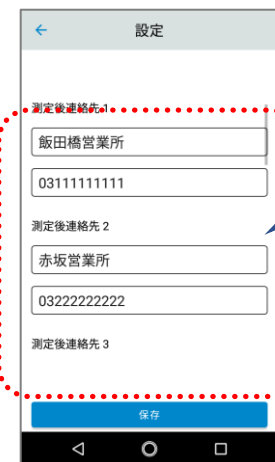 設定
測定後連絡先 1
飯田橋営業所
03111111111
測定後連絡先 2
赤坂営業所
03222222222
測定後連絡先 3
保存